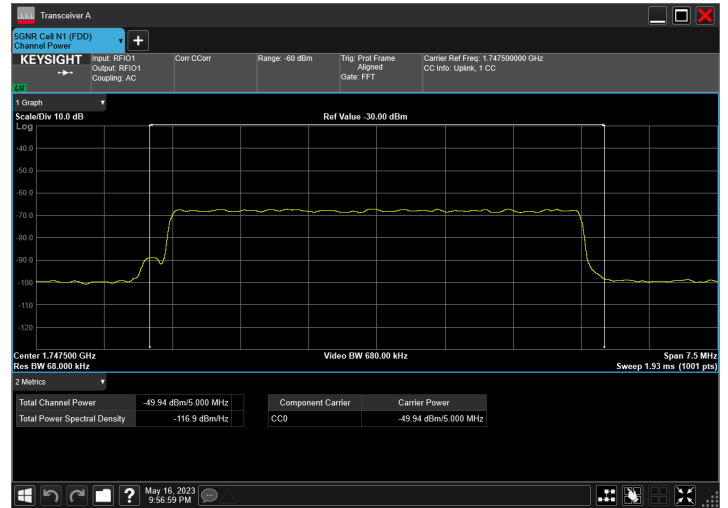 Transceiver A
5GNR Cell N1 (FDD)
Channel Power
KEYSIGHT
LXI
Input: RFIO1
Output: RFIO1
Coupling: AC
Corr CCorr
Range: -60 dBm
Trig: Prot Frame
Aligned
Gate: FFT
Carrier Ref Freq: 1.747500000 GHz
CC Info: Uplink, 1 CC
1 Graph
Scale/Div 10.0 dB
Ref Value -30.00 dBm
Log
-40.0
-50.0
-60.0
-70.0
-80.0
-90.0
-100
-110
-120
Center 1.747500 GHz
Video BW 680.00 kHz
Span 7.5 MHz
Res BW 68.000 kHz
Sweep 1.93 ms (1001 pts)
2 Metrics
Total Channel Power -49.94 dBm/5.000 MHz
Total Power Spectral Density -116.9 dBm/Hz
Component Carrier Carrier Power
CC0 -49.94 dBm/5.000 MHz
May 16, 2023
9:56:59 PM